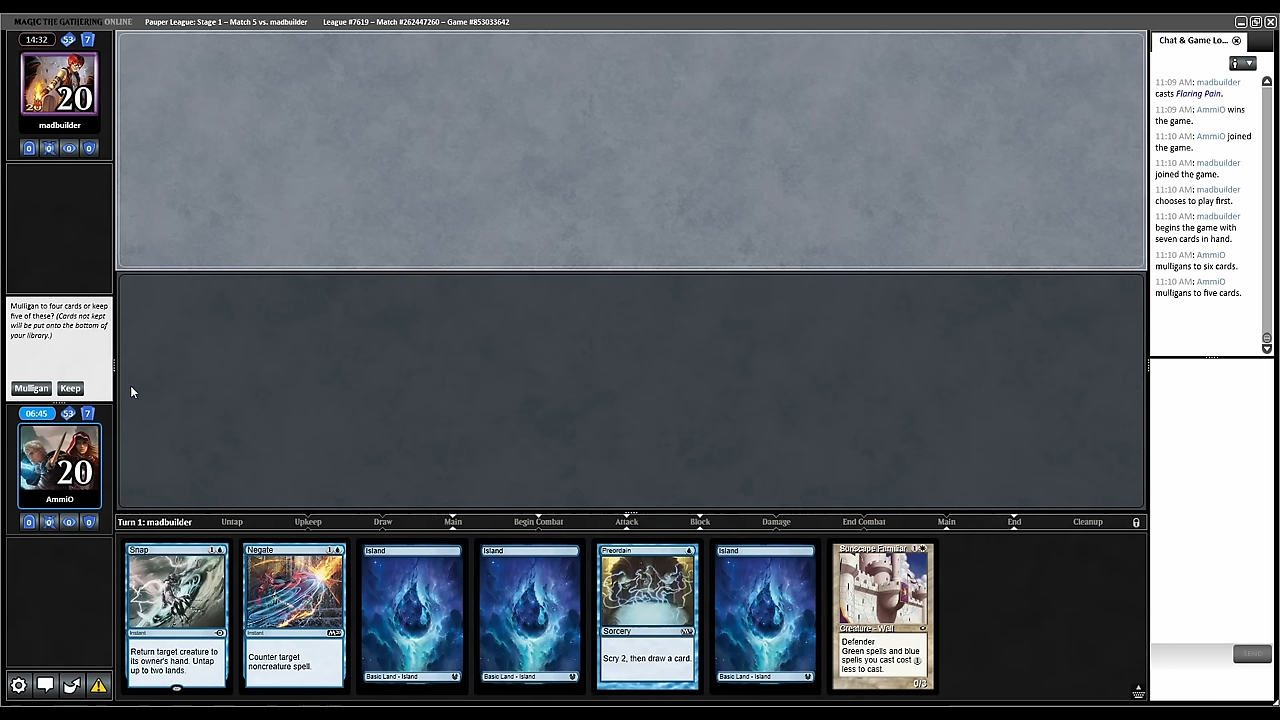 MAGIC THE GATHERING ONLINE Pauper League: Stage 1 – Match 5 vs. madbuilder League #7619 – Match #262447260 – Game #853033642
14:32 53 7
20
madbuilder
0 0 0 0
Mulligan to four cards or keep
five of these? (Cards not kept
will be put onto the bottom of
your library.)
Mulligan Keep
06:45 53 7
20
AmmiO
0 0 0 0
Turn 1: madbuilder Untap Upkeep Draw Main Begin Combat Attack Block Damage End Combat Main End Cleanup
Snap 1
Instant
Return target creature to
its owner's hand. Untap
up to two lands.
Negate 1
Instant
Counter target
noncreature spell.
Island
Basic Land - Island
Island
Basic Land - Island
Preordain
Sorcery
Scry 2, then draw a card.
Island
Basic Land - Island
Sunscape Familiar 1
Creature - Wall
Defender
Green spells and blue
spells you cast cost 1
less to cast.
0/3
Chat & Game Lo...
11:09 AM: madbuilder
casts Flaring Pain.
11:09 AM: AmmiO wins
the game.
11:10 AM: AmmiO joined
the game.
11:10 AM: madbuilder
joined the game.
11:10 AM: madbuilder
chooses to play first.
11:10 AM: madbuilder
begins the game with
seven cards in hand.
11:10 AM: AmmiO
mulligans to six cards.
11:10 AM: AmmiO
mulligans to five cards.
SEND